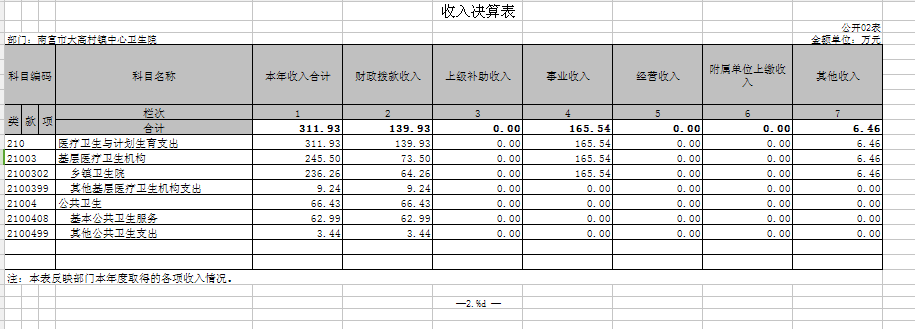 收入决算表
公开02表
部门：南宫市大高村镇中心卫生院 金额单位：万元
科目编码 科目名称 本年收入合计 财政拨款收入 上级补助收入 事业收入 经营收入 附属单位上缴收入 其他收入
类 款 项 栏次 1 2 3 4 5 6 7
合计 311.93 139.93 0.00 165.54 0.00 0.00 6.46
210 医疗卫生与计划生育支出 311.93 139.93 0.00 165.54 0.00 0.00 6.46
21003 基层医疗卫生机构 245.50 73.50 0.00 165.54 0.00 0.00 6.46
2100302 乡镇卫生院 236.26 64.26 0.00 165.54 0.00 0.00 6.46
2100399 其他基层医疗卫生机构支出 9.24 9.24 0.00 0.00 0.00 0.00 0.00
21004 公共卫生 66.43 66.43 0.00 0.00 0.00 0.00 0.00
2100408 基本公共卫生服务 62.99 62.99 0.00 0.00 0.00 0.00 0.00
2100499 其他公共卫生支出 3.44 3.44 0.00 0.00 0.00 0.00 0.00
注：本表反映部门本年度取得的各项收入情况。
—2.%d —